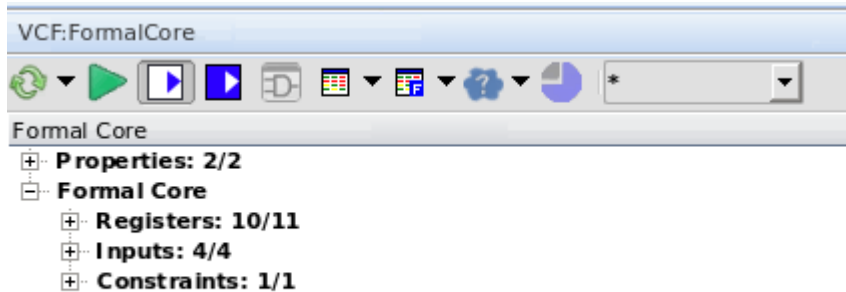 VCF:FormalCore
*
Formal Core
Properties: 2/2
Formal Core
Registers: 10/11
Inputs: 4/4
Constraints: 1/1